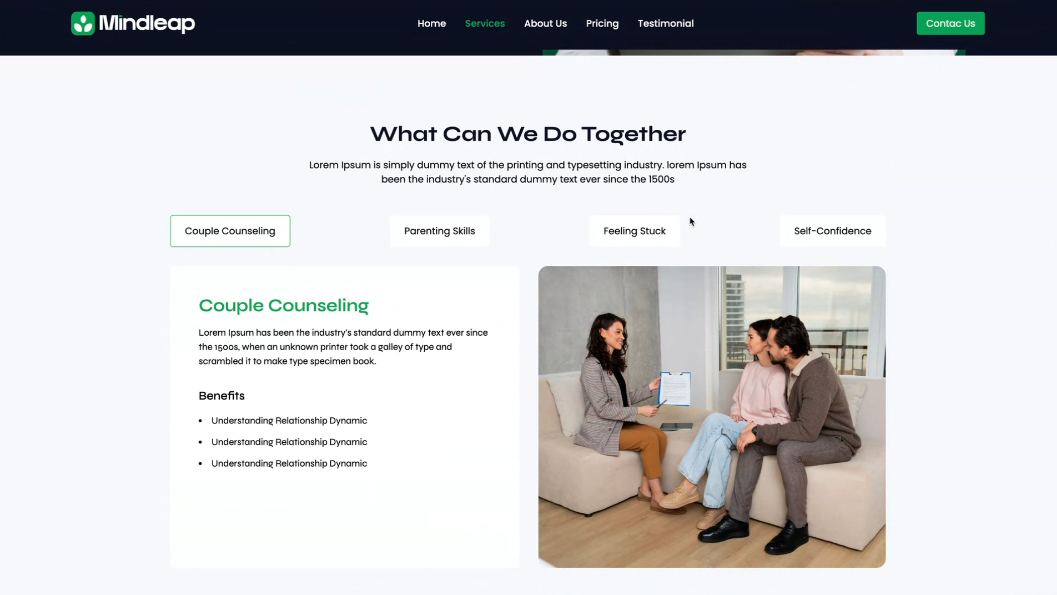 Mindleap
Home Services About Us Pricing Testimonial
Contac Us
What Can We Do Together
Lorem Ipsum is simply dummy text of the printing and typesetting industry. lorem Ipsum has
been the industry's standard dummy text ever since the 1500s
Couple Counseling Parenting Skills Feeling Stuck Self-Confidence
Couple Counseling
Lorem Ipsum has been the industry's standard dummy text ever since
the 1500s, when an unknown printer took a galley of type and
scrambled it to make type specimen book.
Benefits
• Understanding Relationship Dynamic
• Understanding Relationship Dynamic
• Understanding Relationship Dynamic